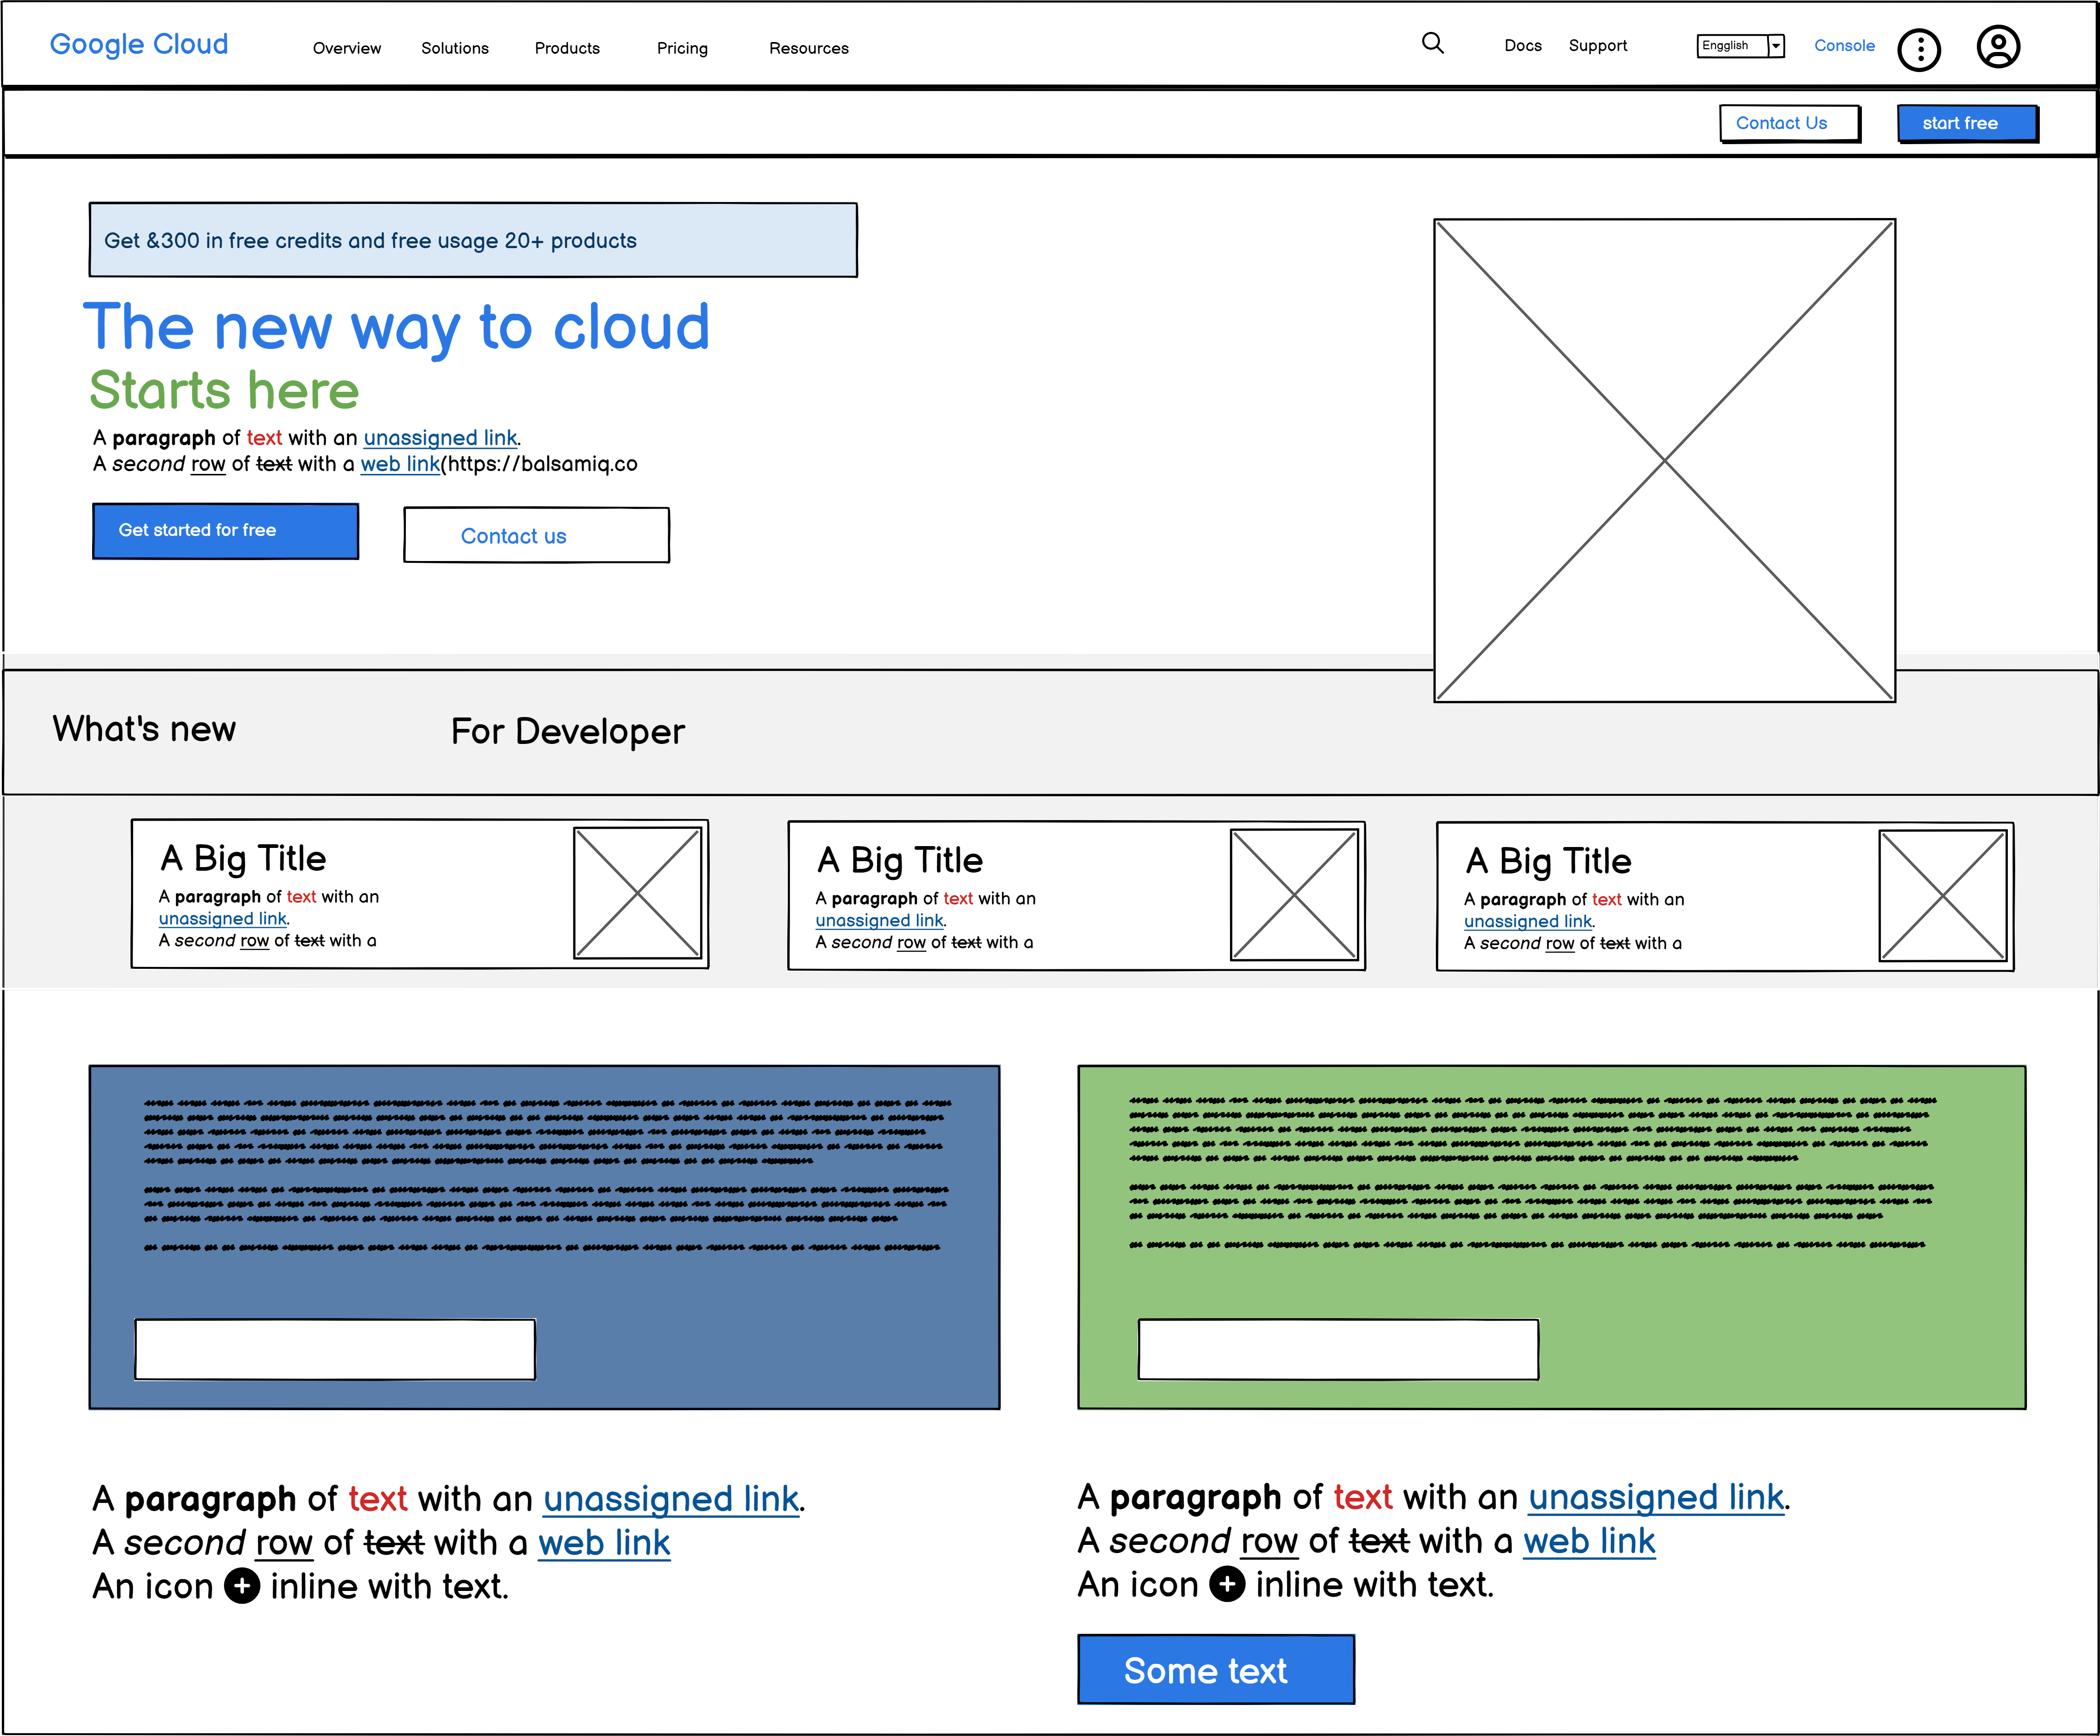 Google Cloud Overview Solutions Products Pricing Resources Docs Support Engglish Console
Contact Us start free
Get &300 in free credits and free usage 20+ products
The new way to cloud
Starts here
A paragraph of text with an unassigned link.
A second row of text with a web link(https://balsamiq.co
Get started for free Contact us
What's new For Developer
A Big Title
A paragraph of text with an
unassigned link.
A second row of text with a
A Big Title
A paragraph of text with an
unassigned link.
A second row of text with a
A Big Title
A paragraph of text with an
unassigned link.
A second row of text with a
A paragraph of text with an unassigned link.
A second row of text with a web link
An icon inline with text.
A paragraph of text with an unassigned link.
A second row of text with a web link
An icon inline with text.
Some text